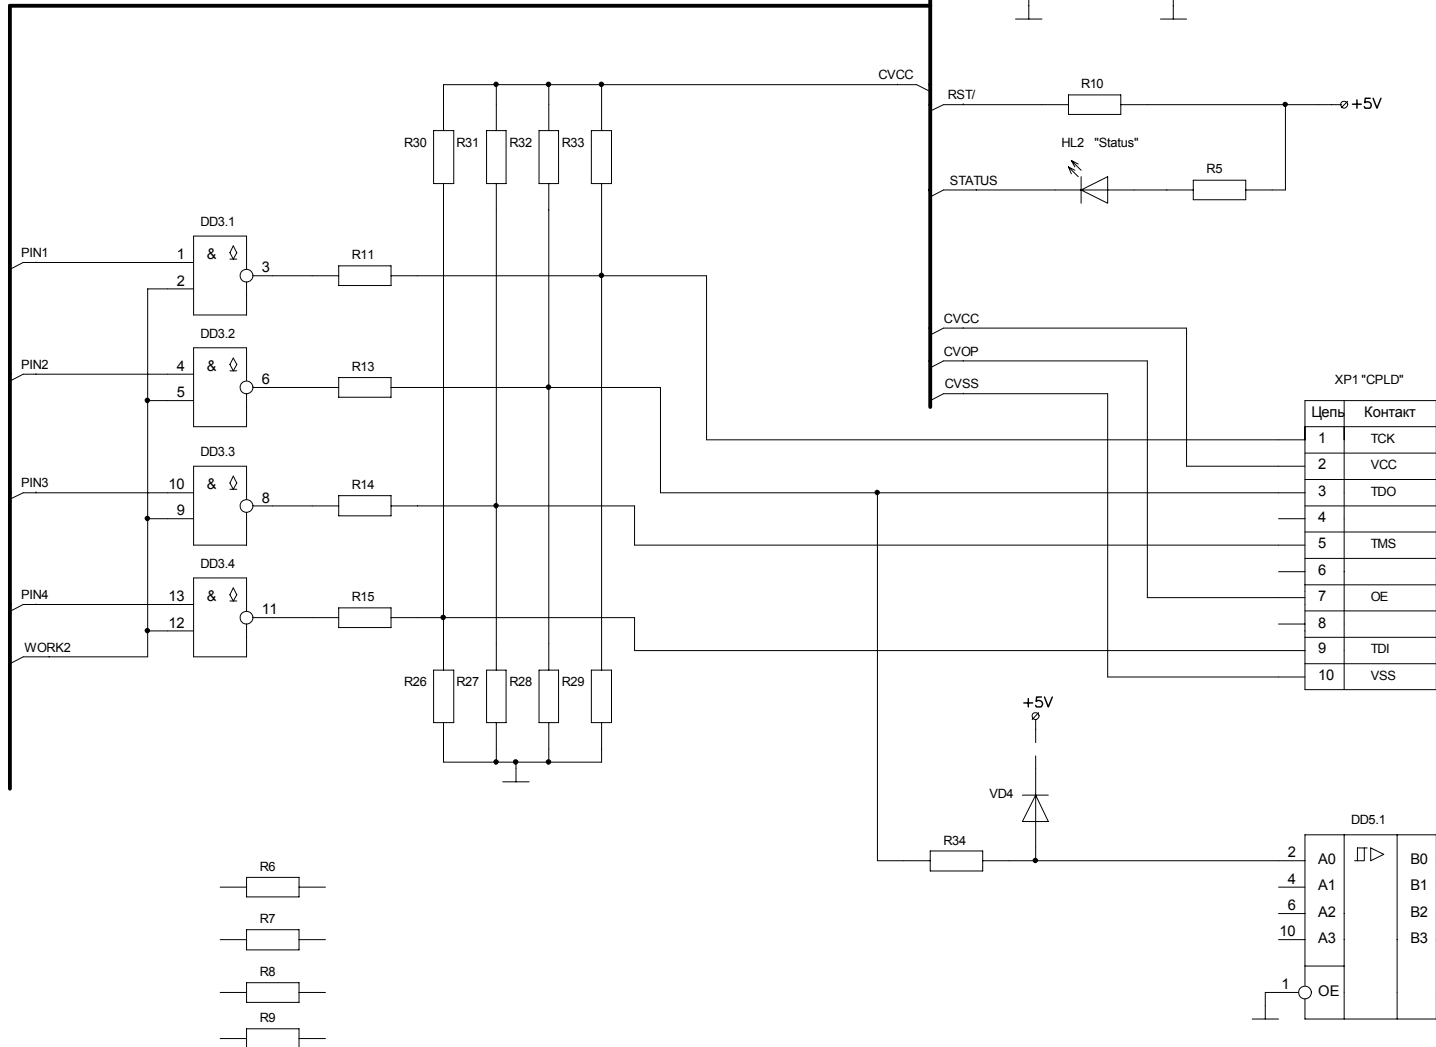 CVCC
RST/
R10
+5V
HL2 "Status"
R30
R31
R32
R33
STATUS
R5
DD3.1
PIN1
1
&
3
R11
2
CVCC
DD3.2
CVOP
PIN2
4
&
6
R13
5
CVSS
XP1 "CPLD"
Цепь Контакт
1 TCK
2 VCC
3 TDO
4
5 TMS
6
7 OE
8
9 TDI
10 VSS
DD3.3
PIN3
10
&
8
R14
9
DD3.4
PIN4
13
&
11
R15
12
WORK2
R26
R27
R28
R29
+5V
VD4
R34
DD5.1
2 A0 B0
4 A1 B1
6 A2 B2
10 A3 B3
1 OE
R6
R7
R8
R9